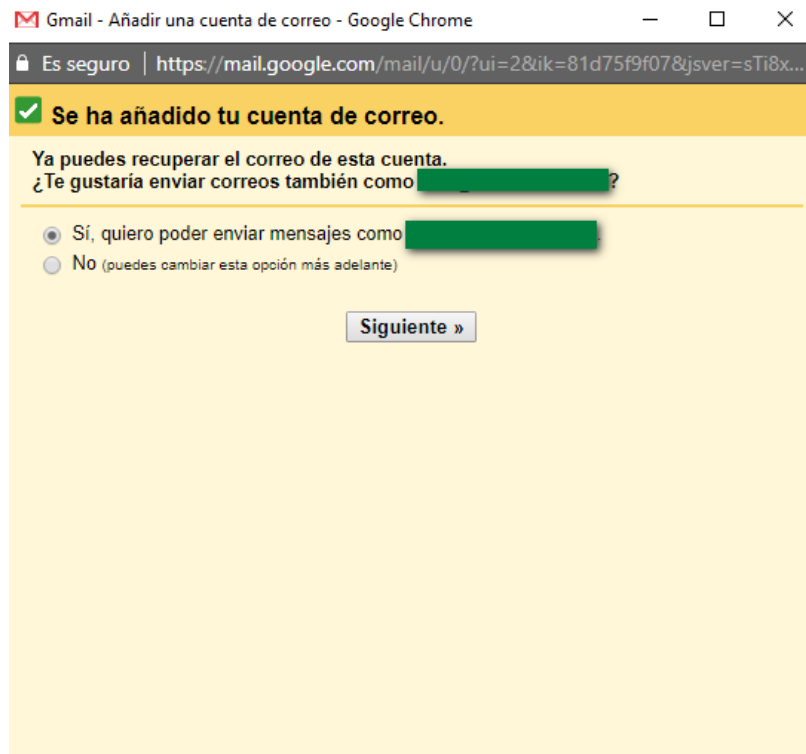 Gmail - Añadir una cuenta de correo - Google Chrome
Es seguro | https://mail.google.com/mail/u/0/?ui=2&ik=81d75f9f07&jsver=sTi8x...
Se ha añadido tu cuenta de correo.
Ya puedes recuperar el correo de esta cuenta.
¿Te gustaría enviar correos también como ?
Sí, quiero poder enviar mensajes como .
No (puedes cambiar esta opción más adelante)
Siguiente »